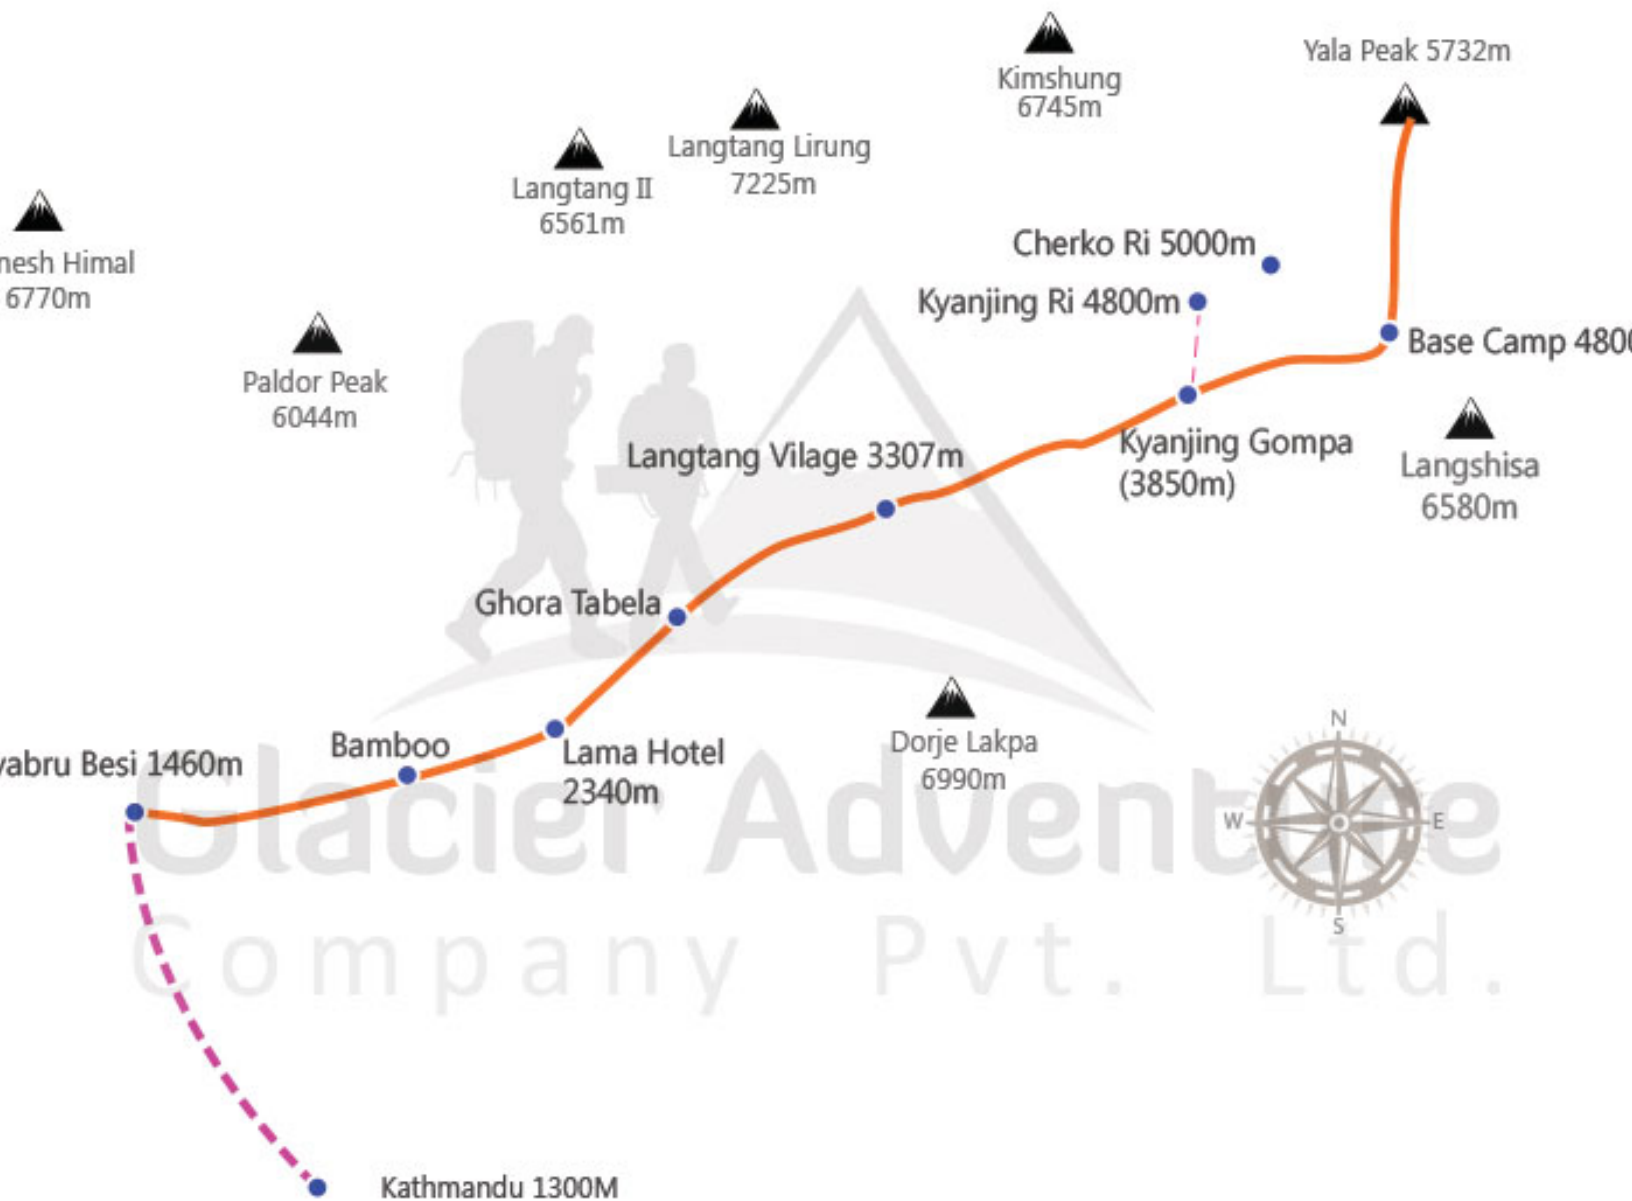 Kimshung
6745m
Yala Peak 5732m
Langtang Lirung
7225m
Langtang II
6561m
nesh Himal
6770m
Cherko Ri 5000m
Kyanjing Ri 4800m
Base Camp 4800
Paldor Peak
6044m
Langtang Vilage 3307m
Kyanjing Gompa
(3850m)
Langshisa
6580m
Ghora Tabela
Dorje Lakpa
6990m
Bamboo
Lama Hotel
2340m
yabru Besi 1460m
N
W
E
S
Glacier Adventure
Company Pvt. Ltd.
Kathmandu 1300M